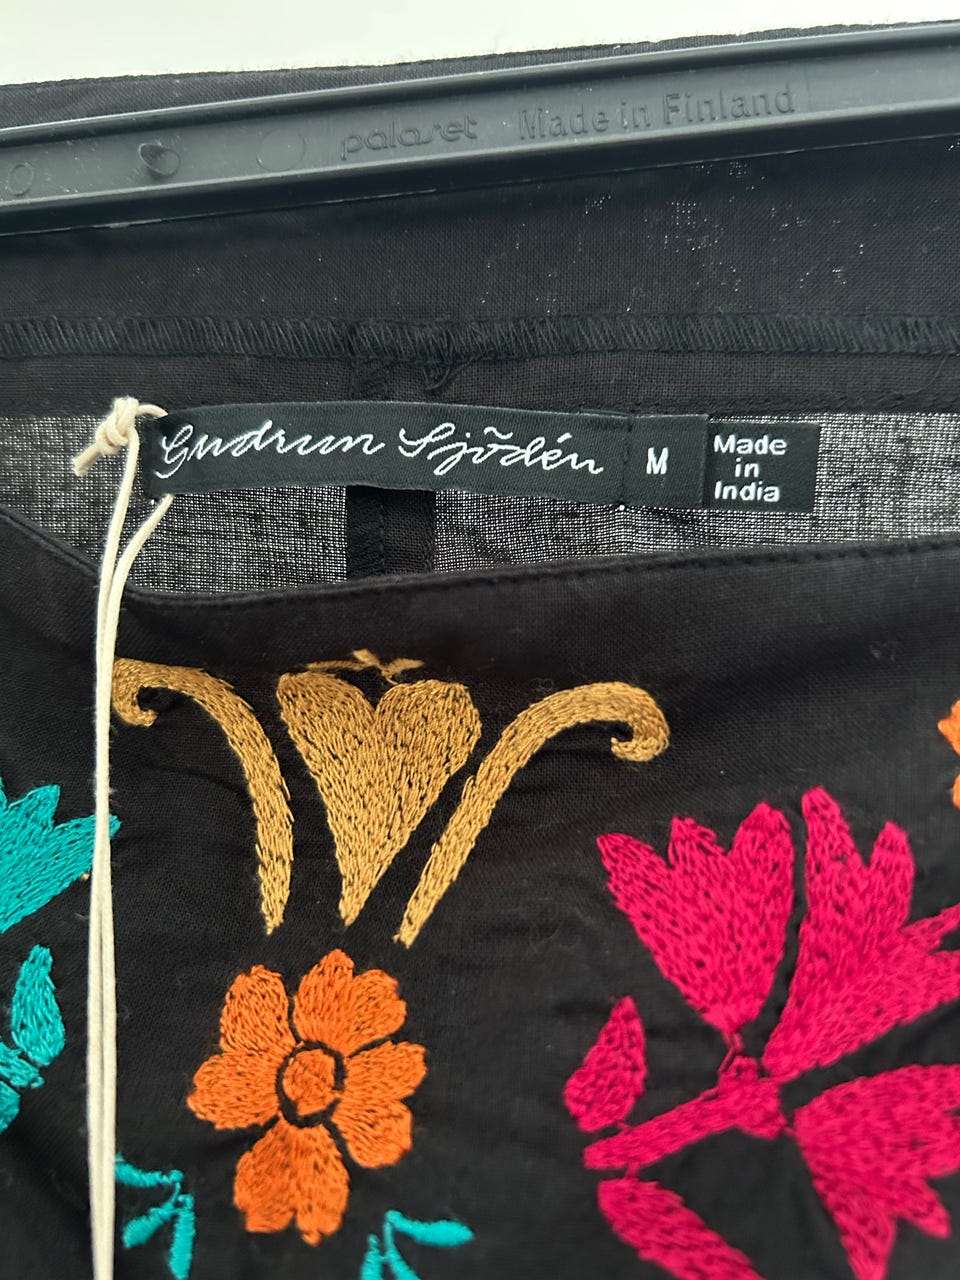 palaset Made in Finland
Gudrun Sjödén
M
Made
in
India